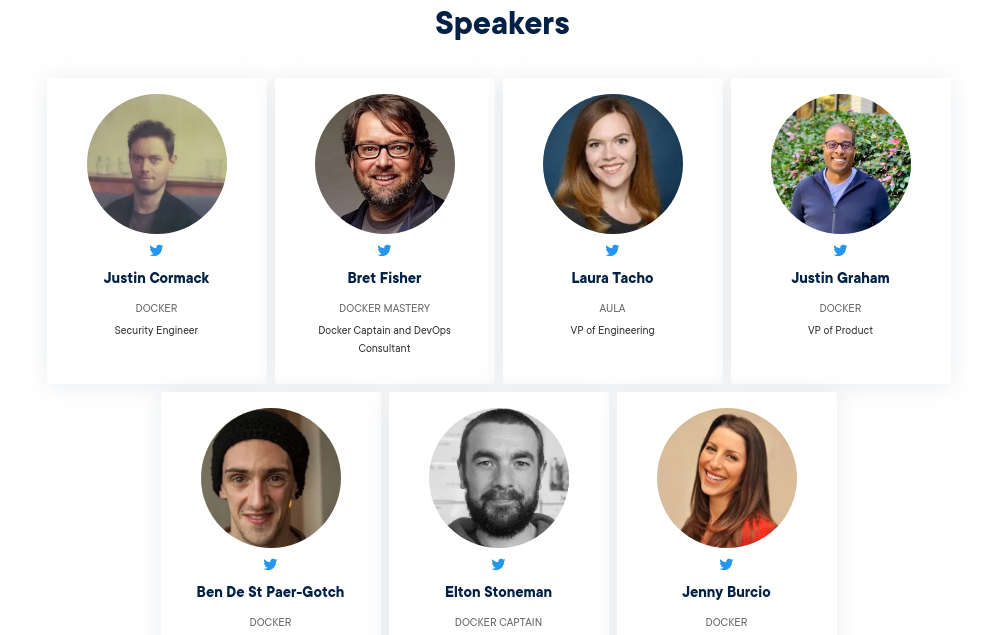 Speakers
Justin Cormack
DOCKER
Security Engineer
Bret Fisher
DOCKER MASTERY
Docker Captain and DevOps
Consultant
Laura Tacho
AULA
VP of Engineering
Justin Graham
DOCKER
VP of Product
Ben De St Paer-Gotch
DOCKER
Elton Stoneman
DOCKER CAPTAIN
Jenny Burcio
DOCKER